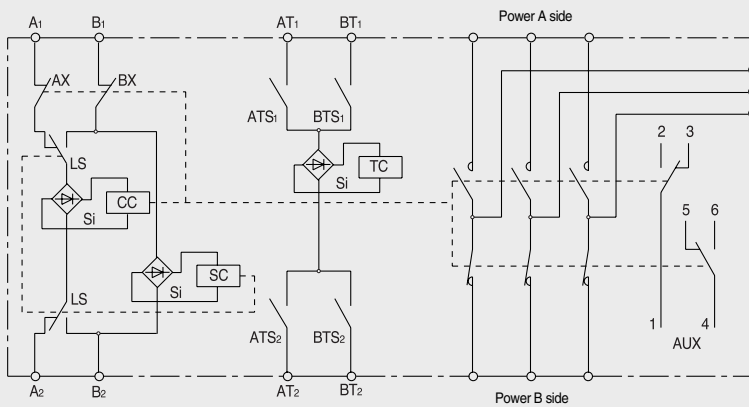 A1 B1 AT1 BT1 Power A side
AX BX
ATS1 BTS1
2 3
LS
TC
Si
CC
Si
5 6
SC
LS Si
ATS2 BTS2
1 4
AUX
A2 B2 AT2 BT2
Power B side